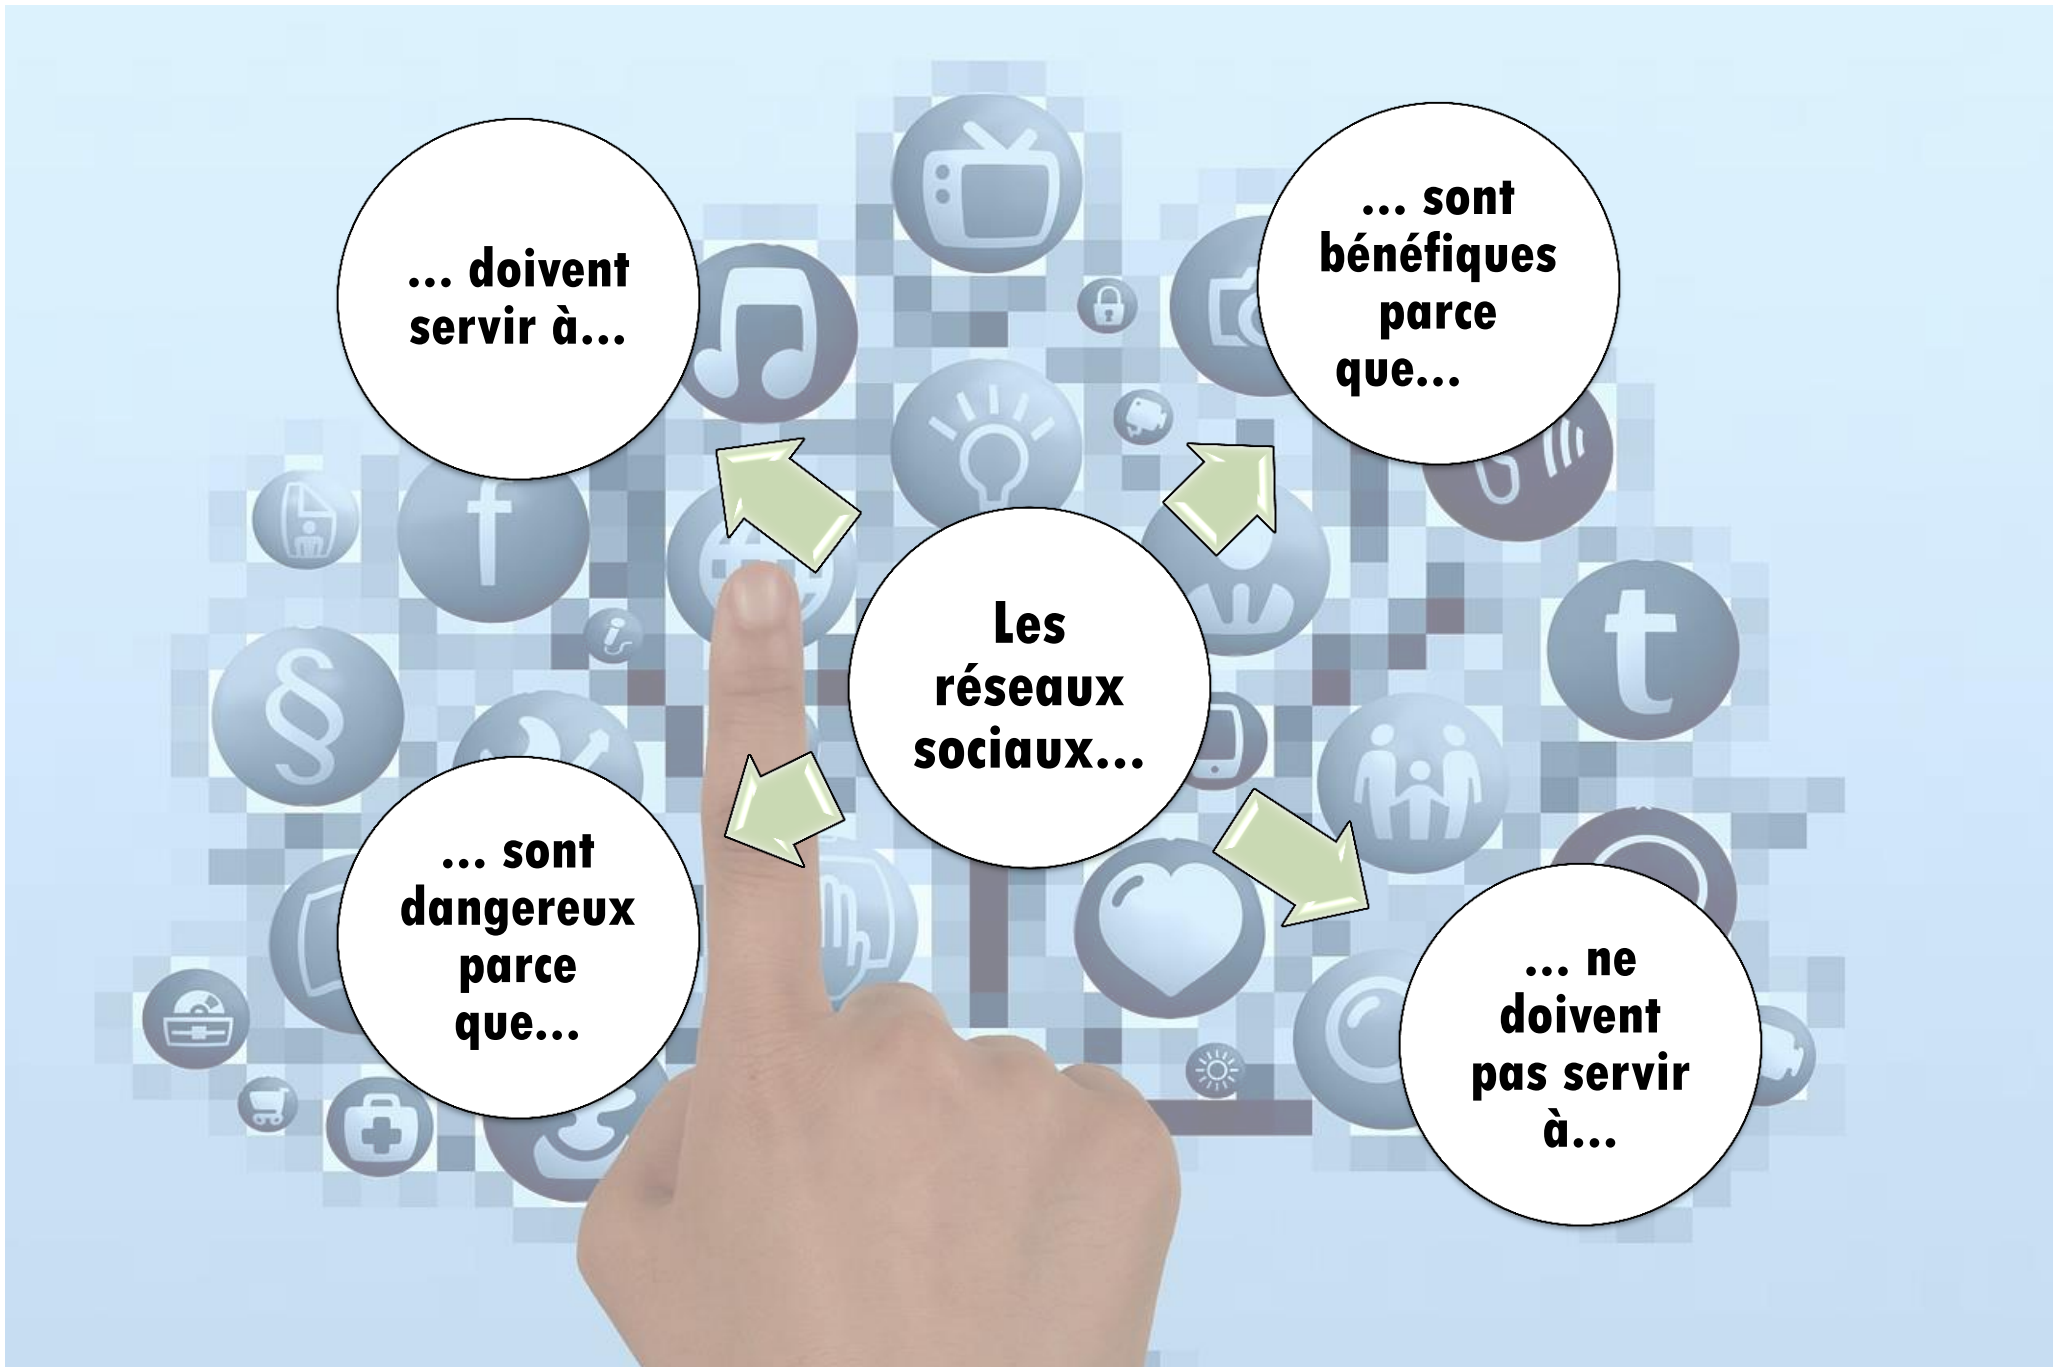 ... doivent
servir à...
... sont
bénéfiques
parce
que...
Les
réseaux
sociaux...
... sont
dangereux
parce
que...
... ne
doivent
pas servir
à...